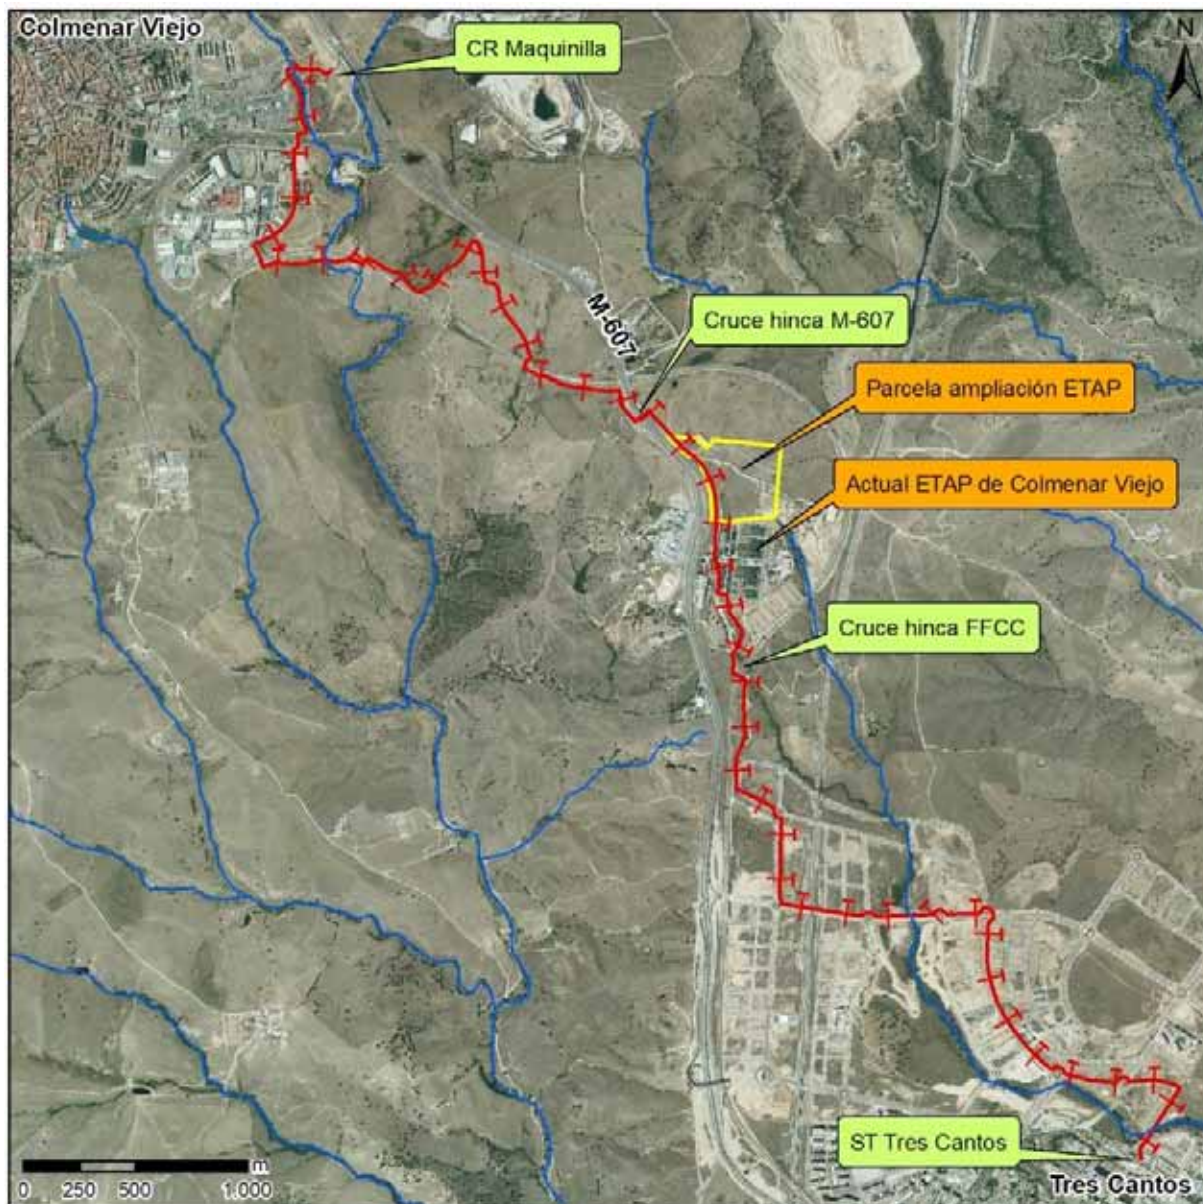 Colmenar Viejo
N
CR Maquinilla
M-607
Cruce hinca M-607
Parcela ampliación ETAP
Actual ETAP de Colmenar Viejo
Cruce hinca FFCC
ST Tres Cantos
Tres Cantos
m
0 250 500 1.000